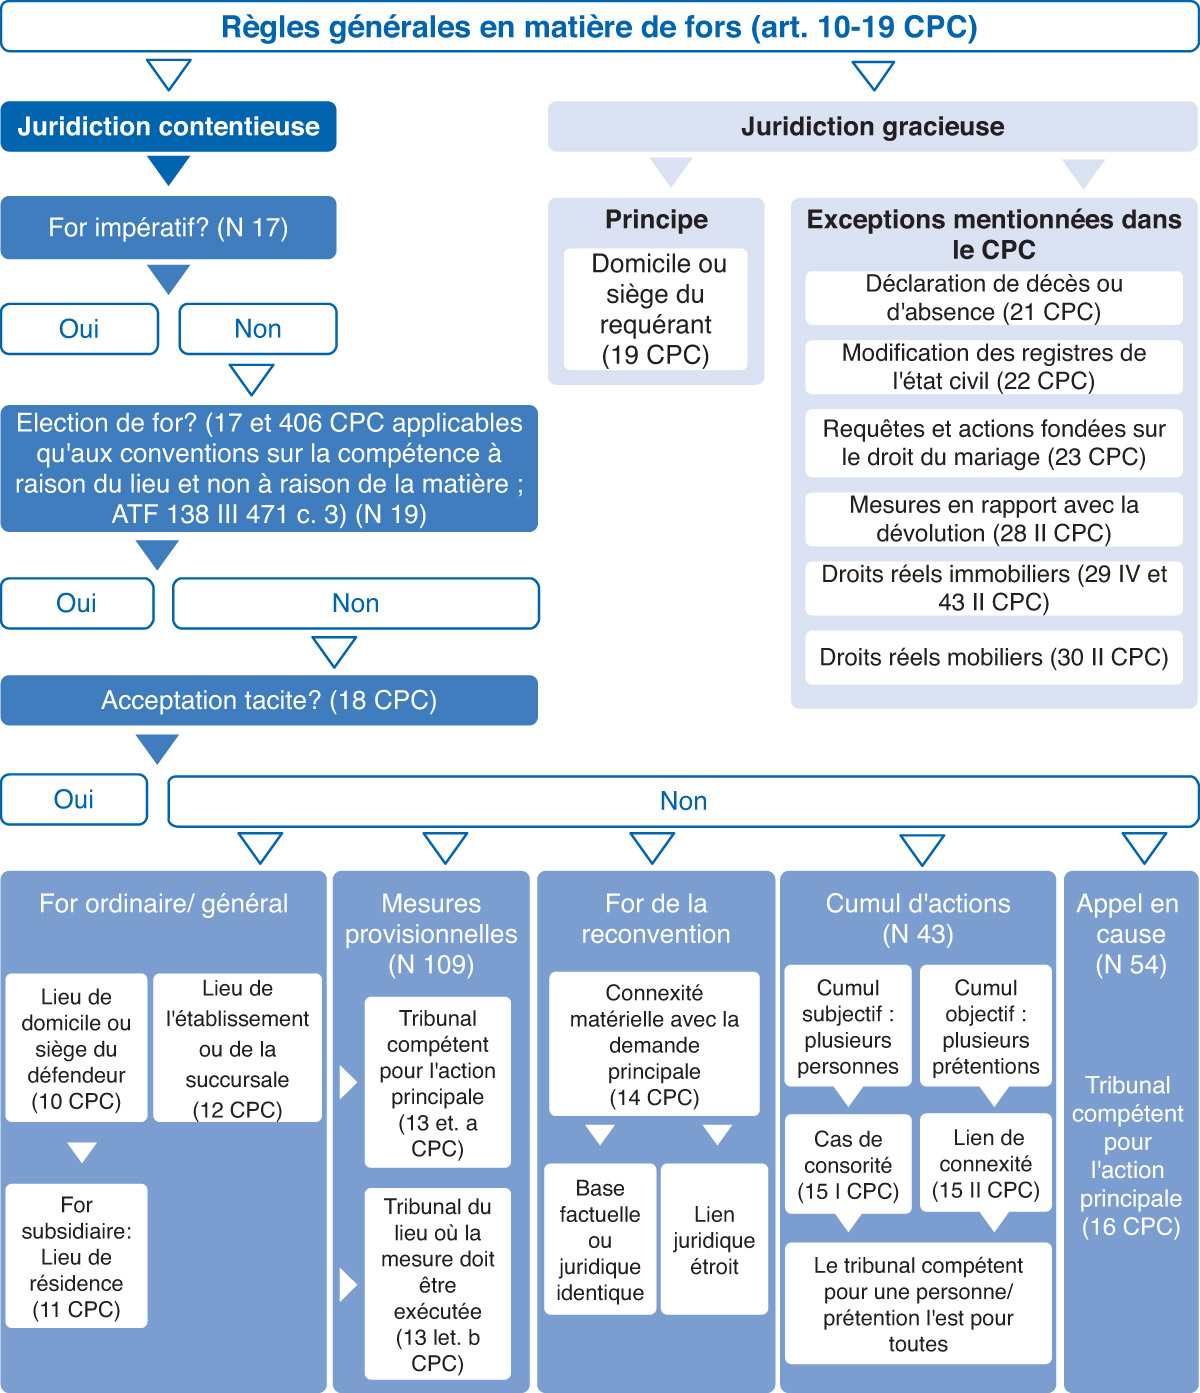 Règles générales en matière de fors (art. 10-19 CPC)
Juridiction contentieuse
For impératif? (N 17)
Oui
Non
Election de for? (17 et 406 CPC applicables
qu'aux conventions sur la compétence à
raison du lieu et non à raison de la matière ;
ATF 138 III 471 c. 3) (N 19)
Oui
Non
Acceptation tacite? (18 CPC)
Oui
Non
Juridiction gracieuse
Principe
Domicile ou
siège du
requérant
(19 CPC)
Exceptions mentionnées dans
le CPC
Déclaration de décès ou
d'absence (21 CPC)
Modification des registres de
l'état civil (22 CPC)
Requêtes et actions fondées sur
le droit du mariage (23 CPC)
Mesures en rapport avec la
dévolution (28 II CPC)
Droits réels immobiliers (29 IV et
43 II CPC)
Droits réels mobiliers (30 II CPC)
For ordinaire/ général
Lieu de
domicile ou
siège du
défendeur
(10 CPC)
Lieu de
l'établissement
ou de la
succursale
(12 CPC)
For
subsidiaire:
Lieu de
résidence
(11 CPC)
Mesures
provisionnelles
(N 109)
Tribunal
compétent
pour l'action
principale
(13 et. a
CPC)
Tribunal du
lieu où la
mesure doit
être
exécutée
(13 let. b
CPC)
For de la
reconvention
Connexité
matérielle avec la
demande
principale
(14 CPC)
Base
factuelle
ou
juridique
identique
Lien
juridique
étroit
Cumul d'actions
(N 43)
Cumul
subjectif :
plusieurs
personnes
Cumul
objectif :
plusieurs
prétentions
Cas de
consorité
(15 I CPC)
Lien de
connexité
(15 II CPC)
Le tribunal compétent
pour une personne/
prétention l'est pour
toutes
Appel en
cause
(N 54)
Tribunal
compétent
pour
l'action
principale
(16 CPC)